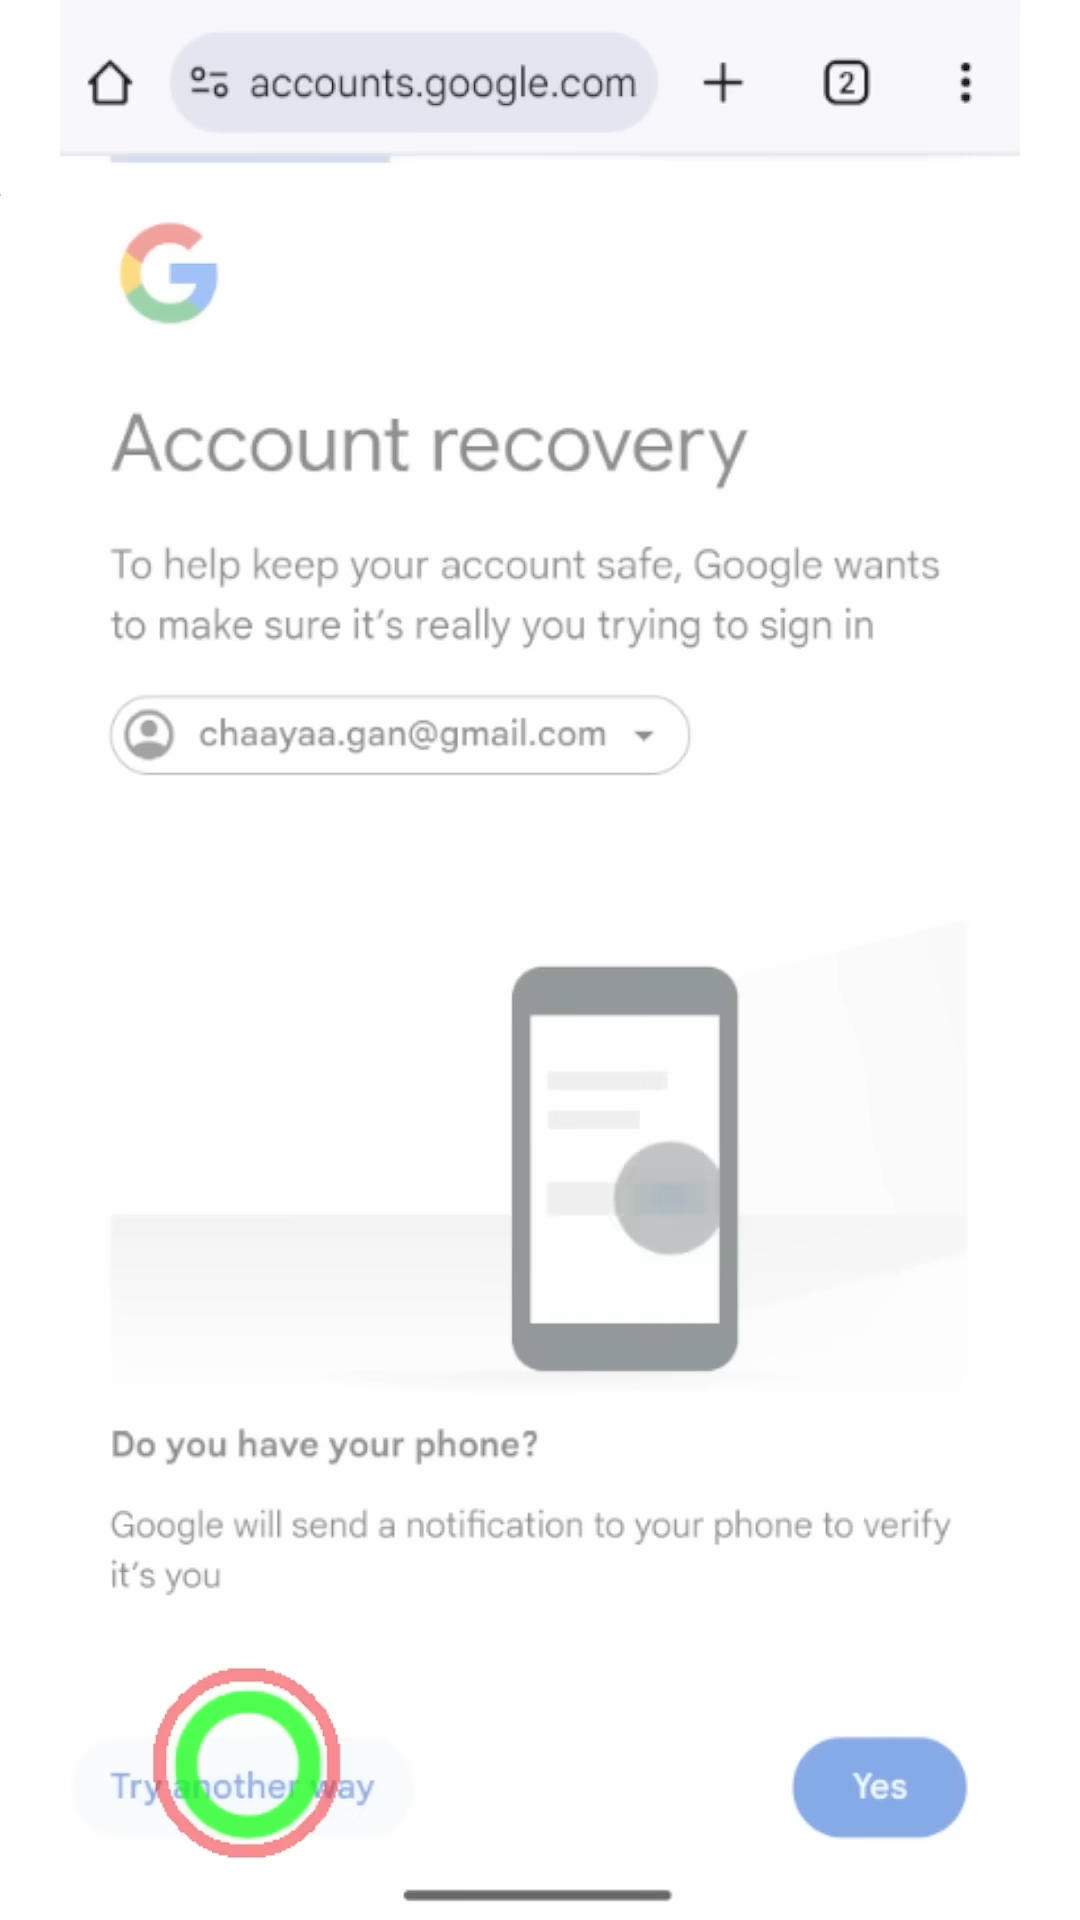 accounts.google.com
2
Account recovery
To help keep your account safe, Google wants
to make sure it's really you trying to sign in
chaayaa.gan@gmail.com
Do you have your phone?
Google will send a notification to your phone to verify
it's you
Try another way
Yes